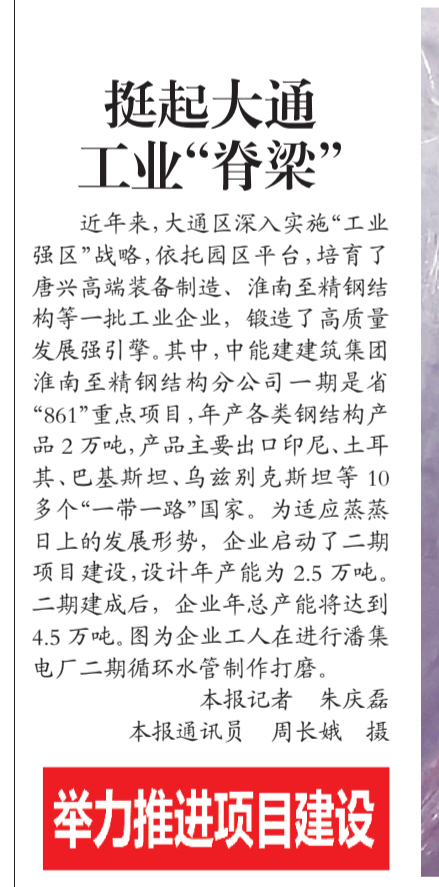 挺起大通
工业“脊梁”
近年来,大通区深入实施“工业
强区”战略,依托园区平台,培育了
唐兴高端装备制造、淮南至精钢结
构等一批工业企业，锻造了高质量
发展强引擎。其中,中能建建筑集团
淮南至精钢结构分公司一期是省
“861”重点项目,年产各类钢结构产
品2万吨,产品主要出口印尼、土耳
其、巴基斯坦、乌兹别克斯坦等10
多个“一带一路”国家。为适应蒸蒸
日上的发展形势，企业启动了二期
项目建设,设计年产能为2.5万吨。
二期建成后，企业年总产能将达到
4.5万吨。图为企业工人在进行潘集
电厂二期循环水管制作打磨。
本报记者　朱庆磊
本报通讯员　周长娥　摄
举力推进项目建设